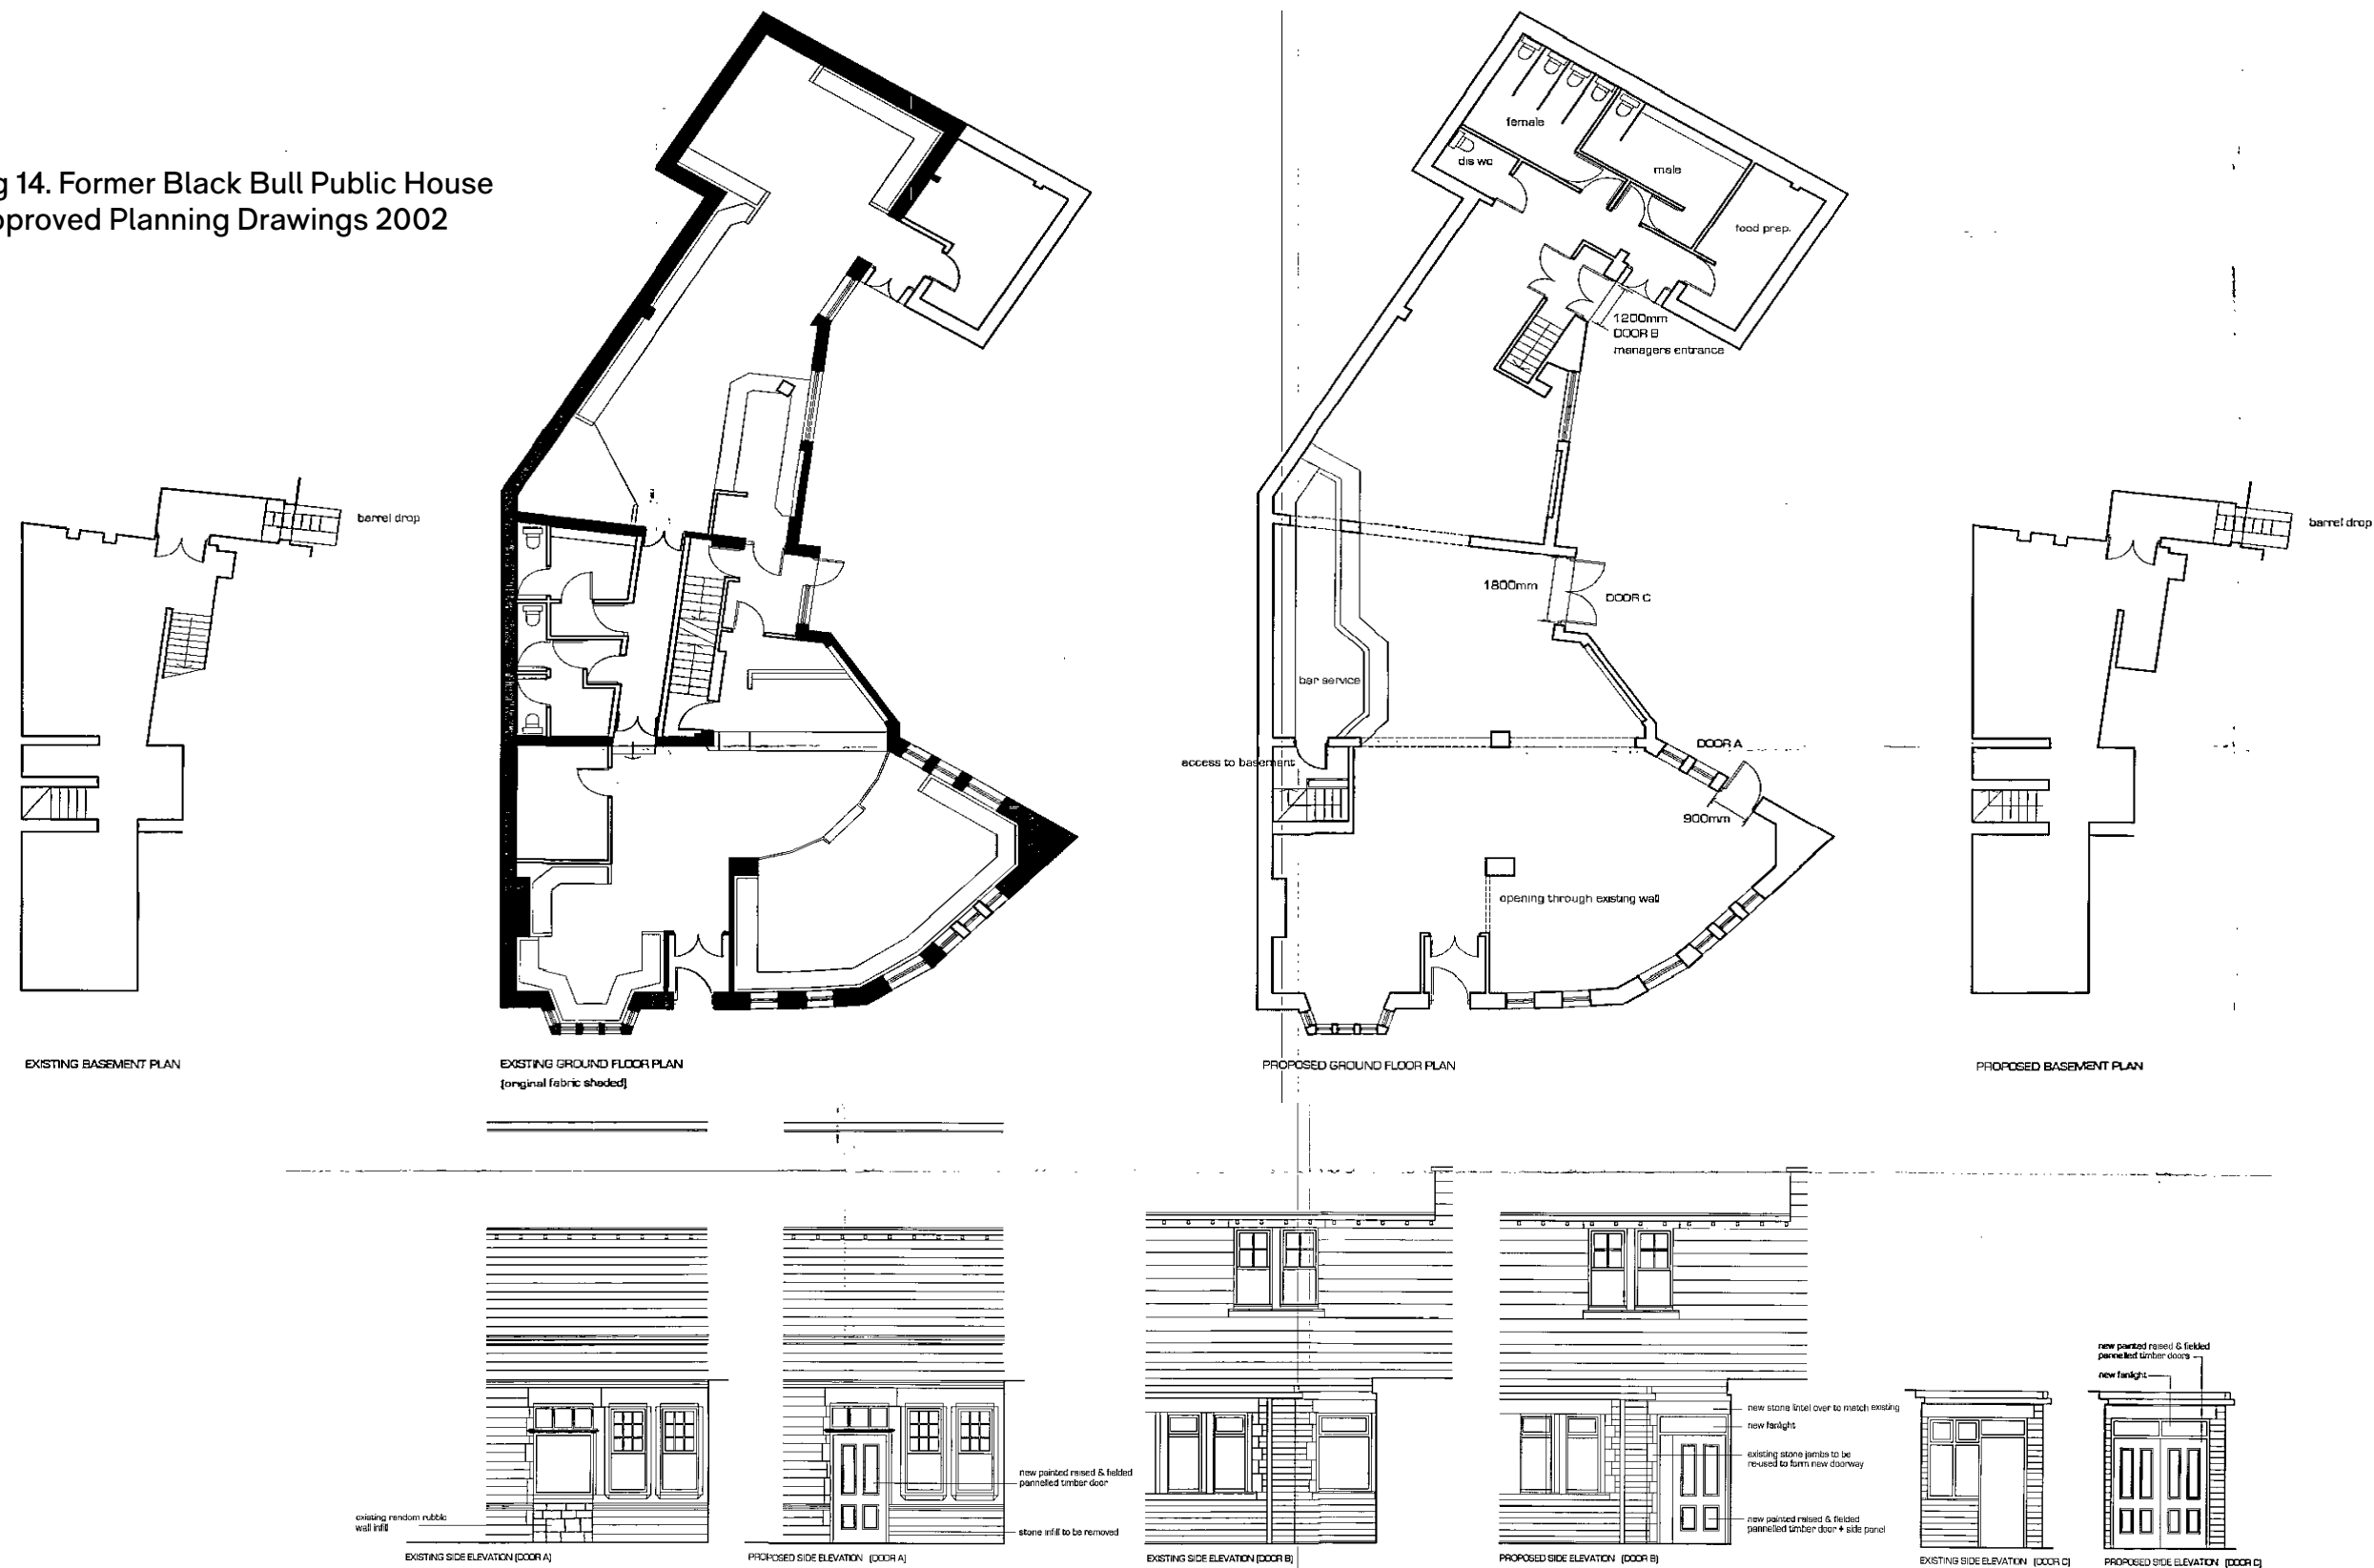 g 14. Former Black Bull Public House
pproved Planning Drawings 2002
barrel drop
EXISTING BASEMENT PLAN
EXISTING GROUND FLOOR PLAN
[original fabric shaded]
female
dis wc
male
food prep.
1200mm
DOOR B
managers entrance
1800mm
DOOR C
bar service
DOOR A
access to basement
900mm
opening through existing wall
PROPOSED GROUND FLOOR PLAN
barrel drop
PROPOSED BASEMENT PLAN
existing random rubble
wall infill
EXISTING SIDE ELEVATION [DOOR A]
new painted raised & fielded
pannelled timber door
stone infill to be removed
PROPOSED SIDE ELEVATION [DOOR A]
EXISTING SIDE ELEVATION [DOOR B]
new stone lintel over to match existing
new fanlight
existing stone jambs to be
re-used to form new doorway
new painted raised & fielded
pannelled timber door + side panel
PROPOSED SIDE ELEVATION [DOOR B]
EXISTING SIDE ELEVATION [DOOR C]
new painted raised & fielded
pannelled timber doors
new fanlight
PROPOSED SIDE ELEVATION [DOOR C]